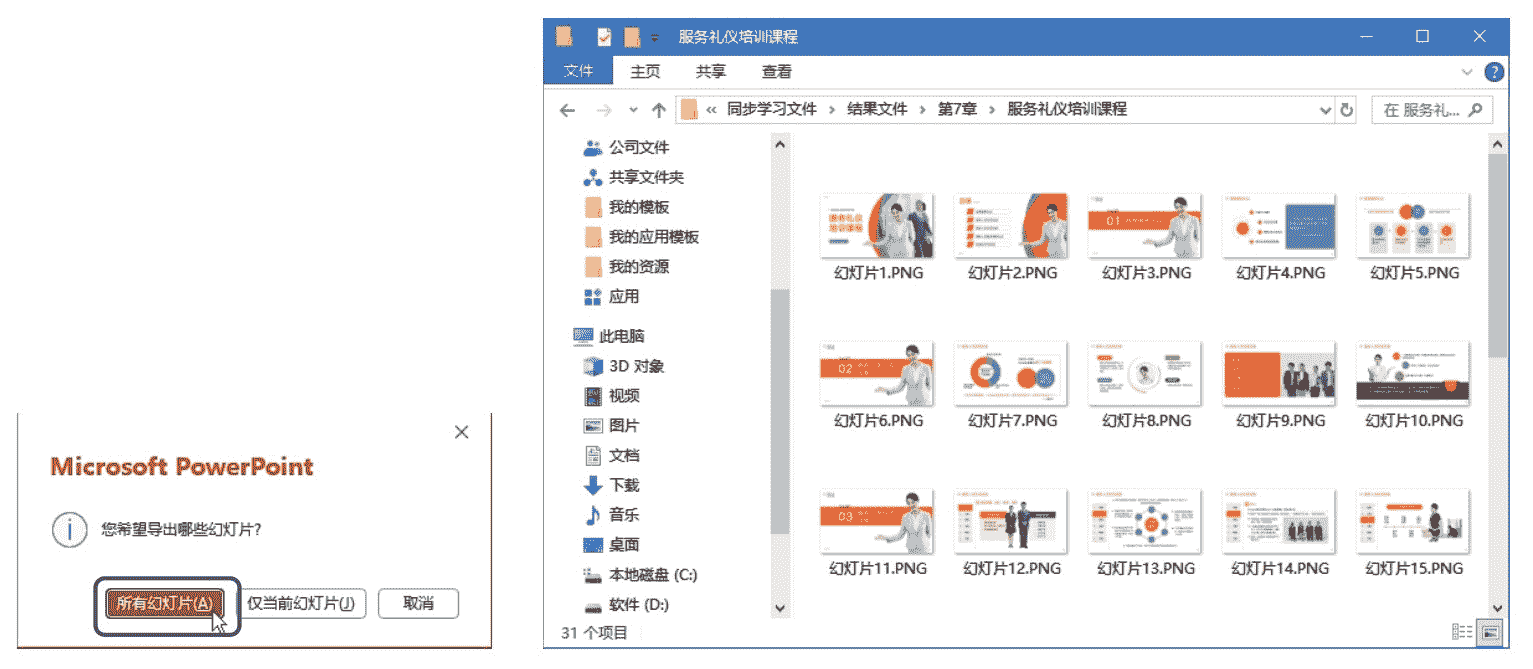 Microsoft PowerPoint
您希望导出哪些幻灯片?
所有幻灯片(A)
仅当前幻灯片(J)
取消
服务礼仪培训课程
文件 主页 共享 查看
« 同步学习文件 › 结果文件 › 第7章 › 服务礼仪培训课程
在 服务礼...
公司文件
共享文件夹
我的模板
我的应用模板
我的资源
应用
此电脑
3D 对象
视频
图片
文档
下载
音乐
桌面
本地磁盘 (C:)
软件 (D:)
幻灯片1.PNG 幻灯片2.PNG 幻灯片3.PNG 幻灯片4.PNG 幻灯片5.PNG
幻灯片6.PNG 幻灯片7.PNG 幻灯片8.PNG 幻灯片9.PNG 幻灯片10.PNG
幻灯片11.PNG 幻灯片12.PNG 幻灯片13.PNG 幻灯片14.PNG 幻灯片15.PNG
31 个项目